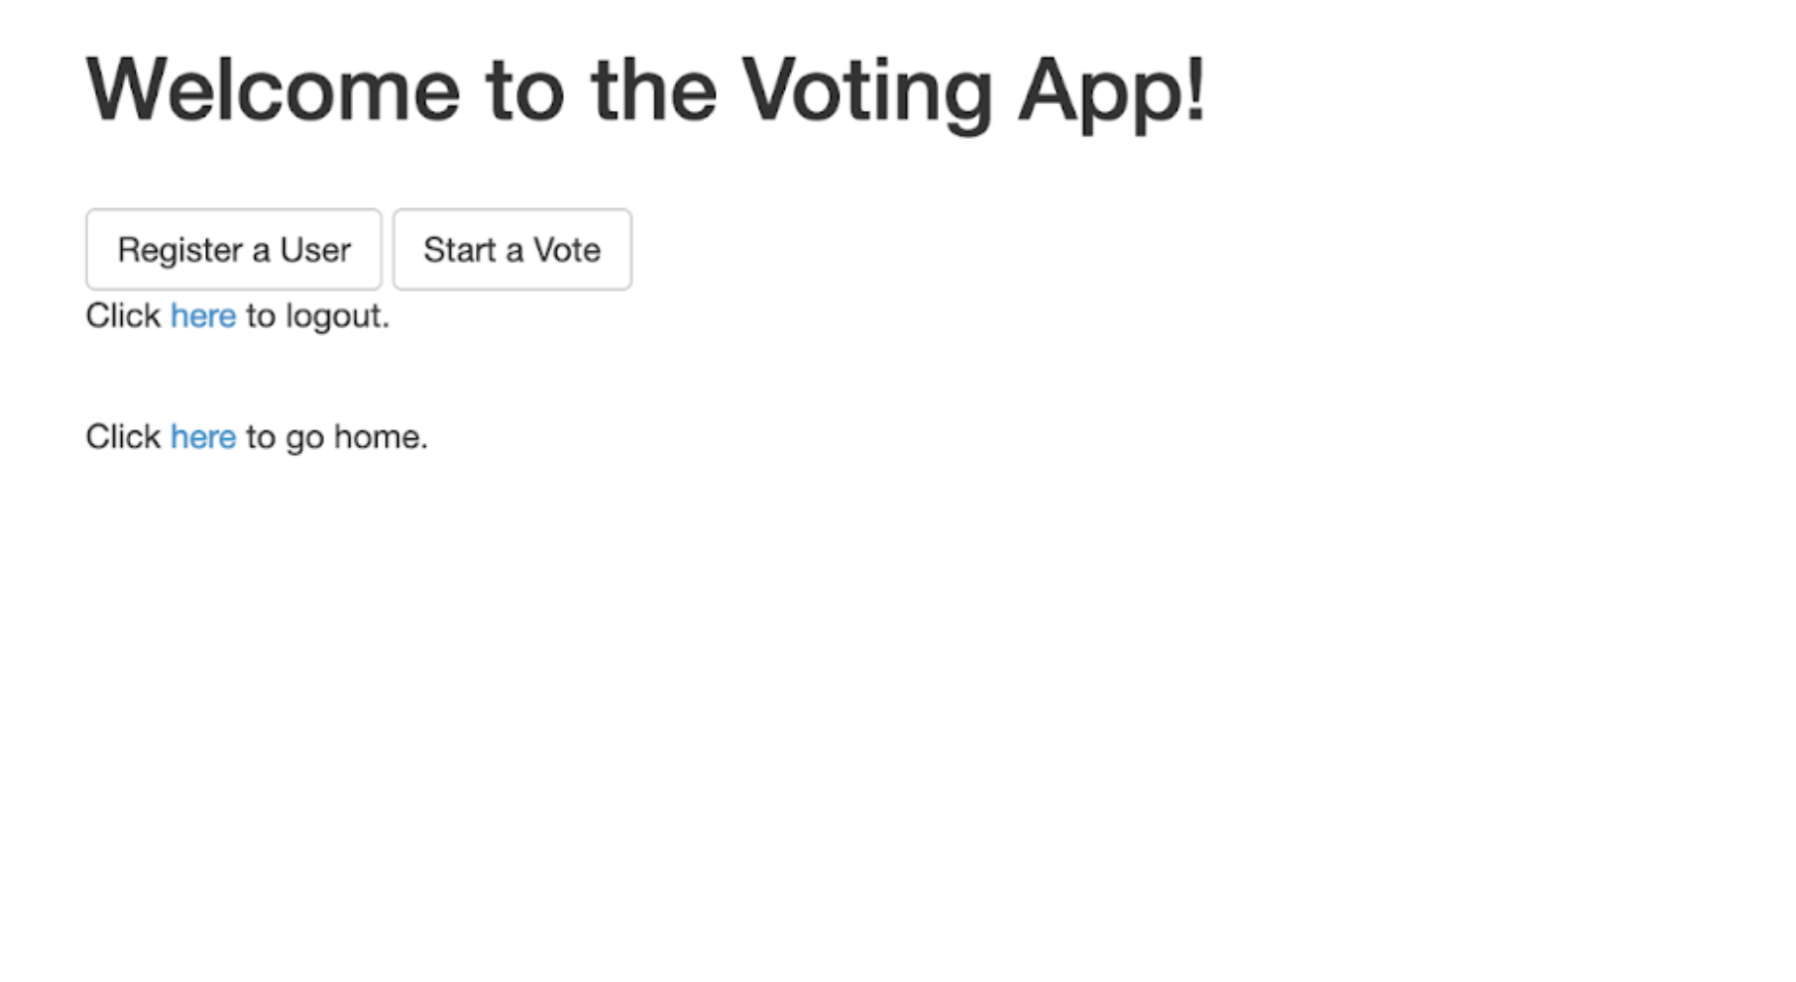 Welcome to the Voting App!
Register a User Start a Vote
Click here to logout.
Click here to go home.